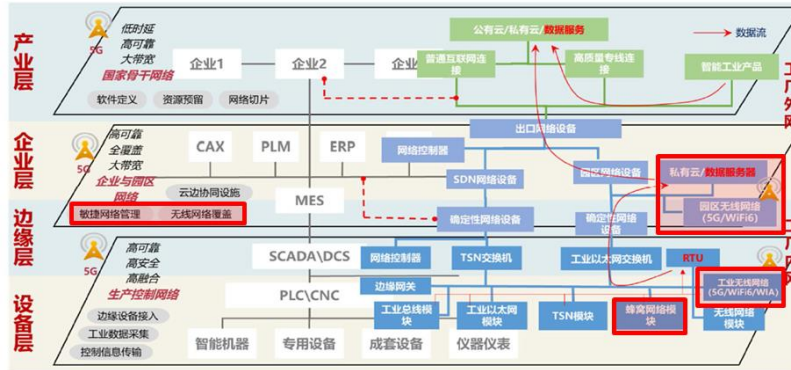 产业层
5G
低时延
高可靠
大带宽
国家骨干网络
软件定义
资源预留
网络切片
企业1
企业2
企业
公有云/私有云/数据服务
普通互联网连接
高质量专线连接
智能工业产品
数据流
工厂外网
出口网络设备
企业层
5G
高可靠
全覆盖
大带宽
企业与园区
网络
云边协同设施
敏捷网络管理
无线网络覆盖
CAX
PLM
ERP
MES
网络控制器
SDN网络设备
园区网络设备
私有云/数据服务器
园区无线网络
(5G/WiFi6)
确定性网络设备
确定性网络
设备
边缘层
5G
高可靠
高安全
高融合
生产控制网络
SCADA\DCS
网络控制器
TSN交换机
工业以太网交换机
RTU
工业无线网络
(5G/WiFi6/WIA)
设备层
边缘设备接入
工业数据采集
控制信息传输
PLC\CNC
边缘网关
工业总线模
块
工业以太网
模块
TSN模块
蜂窝网络模
块
无线网络
模块
智能机器
专用设备
成套设备
仪器仪表